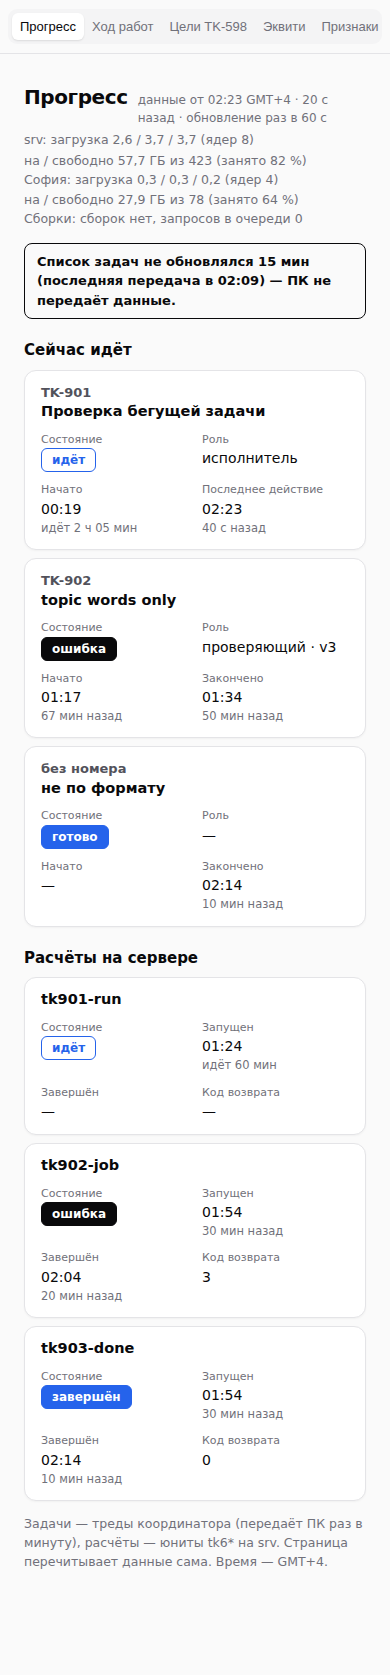 Прогресс Ход работ Цели ТК-598 Эквити Признаки
Прогресс данные от 02:23 GMT+4 · 20 с
назад · обновление раз в 60 с
srv: загрузка 2,6 / 3,7 / 3,7 (ядер 8)
на / свободно 57,7 ГБ из 423 (занято 82 %)
София: загрузка 0,3 / 0,3 / 0,2 (ядер 4)
на / свободно 27,9 ГБ из 78 (занято 64 %)
Сборки: сборок нет, запросов в очереди 0
Список задач не обновлялся 15 мин
(последняя передача в 02:09) — ПК не
передаёт данные.
Сейчас идёт
ТК-901
Проверка бегущей задачи
Состояние Роль
идёт исполнитель
Начато Последнее действие
00:19 02:23
идёт 2 ч 05 мин 40 с назад
ТК-902
topic words only
Состояние Роль
ошибка проверяющий · v3
Начато Закончено
01:17 01:34
67 мин назад 50 мин назад
без номера
не по формату
Состояние Роль
готово —
Начато Закончено
— 02:14
10 мин назад
Расчёты на сервере
tk901-run
Состояние Запущен
идёт 01:24
идёт 60 мин
Завершён Код возврата
— —
tk902-job
Состояние Запущен
ошибка 01:54
30 мин назад
Завершён Код возврата
02:04 3
20 мин назад
tk903-done
Состояние Запущен
завершён 01:54
30 мин назад
Завершён Код возврата
02:14 0
10 мин назад
Задачи — треды координатора (передаёт ПК раз в
минуту), расчёты — юниты tk6* на srv. Страница
перечитывает данные сама. Время — GMT+4.